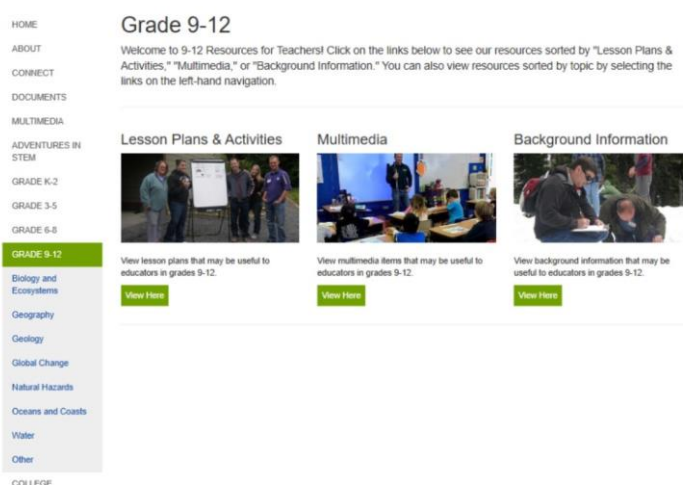 HOME
ABOUT
CONNECT
DOCUMENTS
MULTIMEDIA
ADVENTURES IN
STEM
GRADE K-2
GRADE 3-5
GRADE 6-8
GRADE 9-12
Biology and
Ecosystems
Geography
Geology
Global Change
Natural Hazards
Oceans and Coasts
Water
Other
COLLEGE
Grade 9-12
Welcome to 9-12 Resources for Teachers! Click on the links below to see our resources sorted by "Lesson Plans &
Activities," "Multimedia," or "Background Information." You can also view resources sorted by topic by selecting the
links on the left-hand navigation.
Lesson Plans & Activities
View lesson plans that may be useful to
educators in grades 9-12.
View Here
Multimedia
View multimedia items that may be useful to
educators in grades 9-12.
View Here
Background Information
View background information that may be
useful to educators in grades 9-12.
View Here